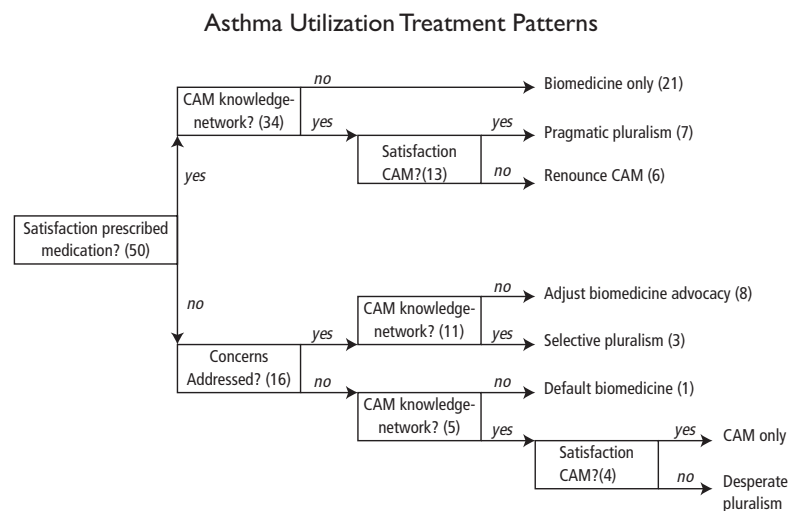 Asthma Utilization Treatment Patterns
no
Biomedicine only (21)
CAM knowledge-
network? (34)
yes
yes
Pragmatic pluralism (7)
Satisfaction
CAM?(13)
no
Renounce CAM (6)
yes
Satisfaction prescribed
medication? (50)
no
no
Adjust biomedicine advocacy (8)
CAM knowledge-
network? (11)
yes
yes
Selective pluralism (3)
Concerns
Addressed? (16)
no
no
Default biomedicine (1)
CAM knowledge-
network? (5)
yes
yes
CAM only
Satisfaction
CAM?(4)
no
Desperate
pluralism